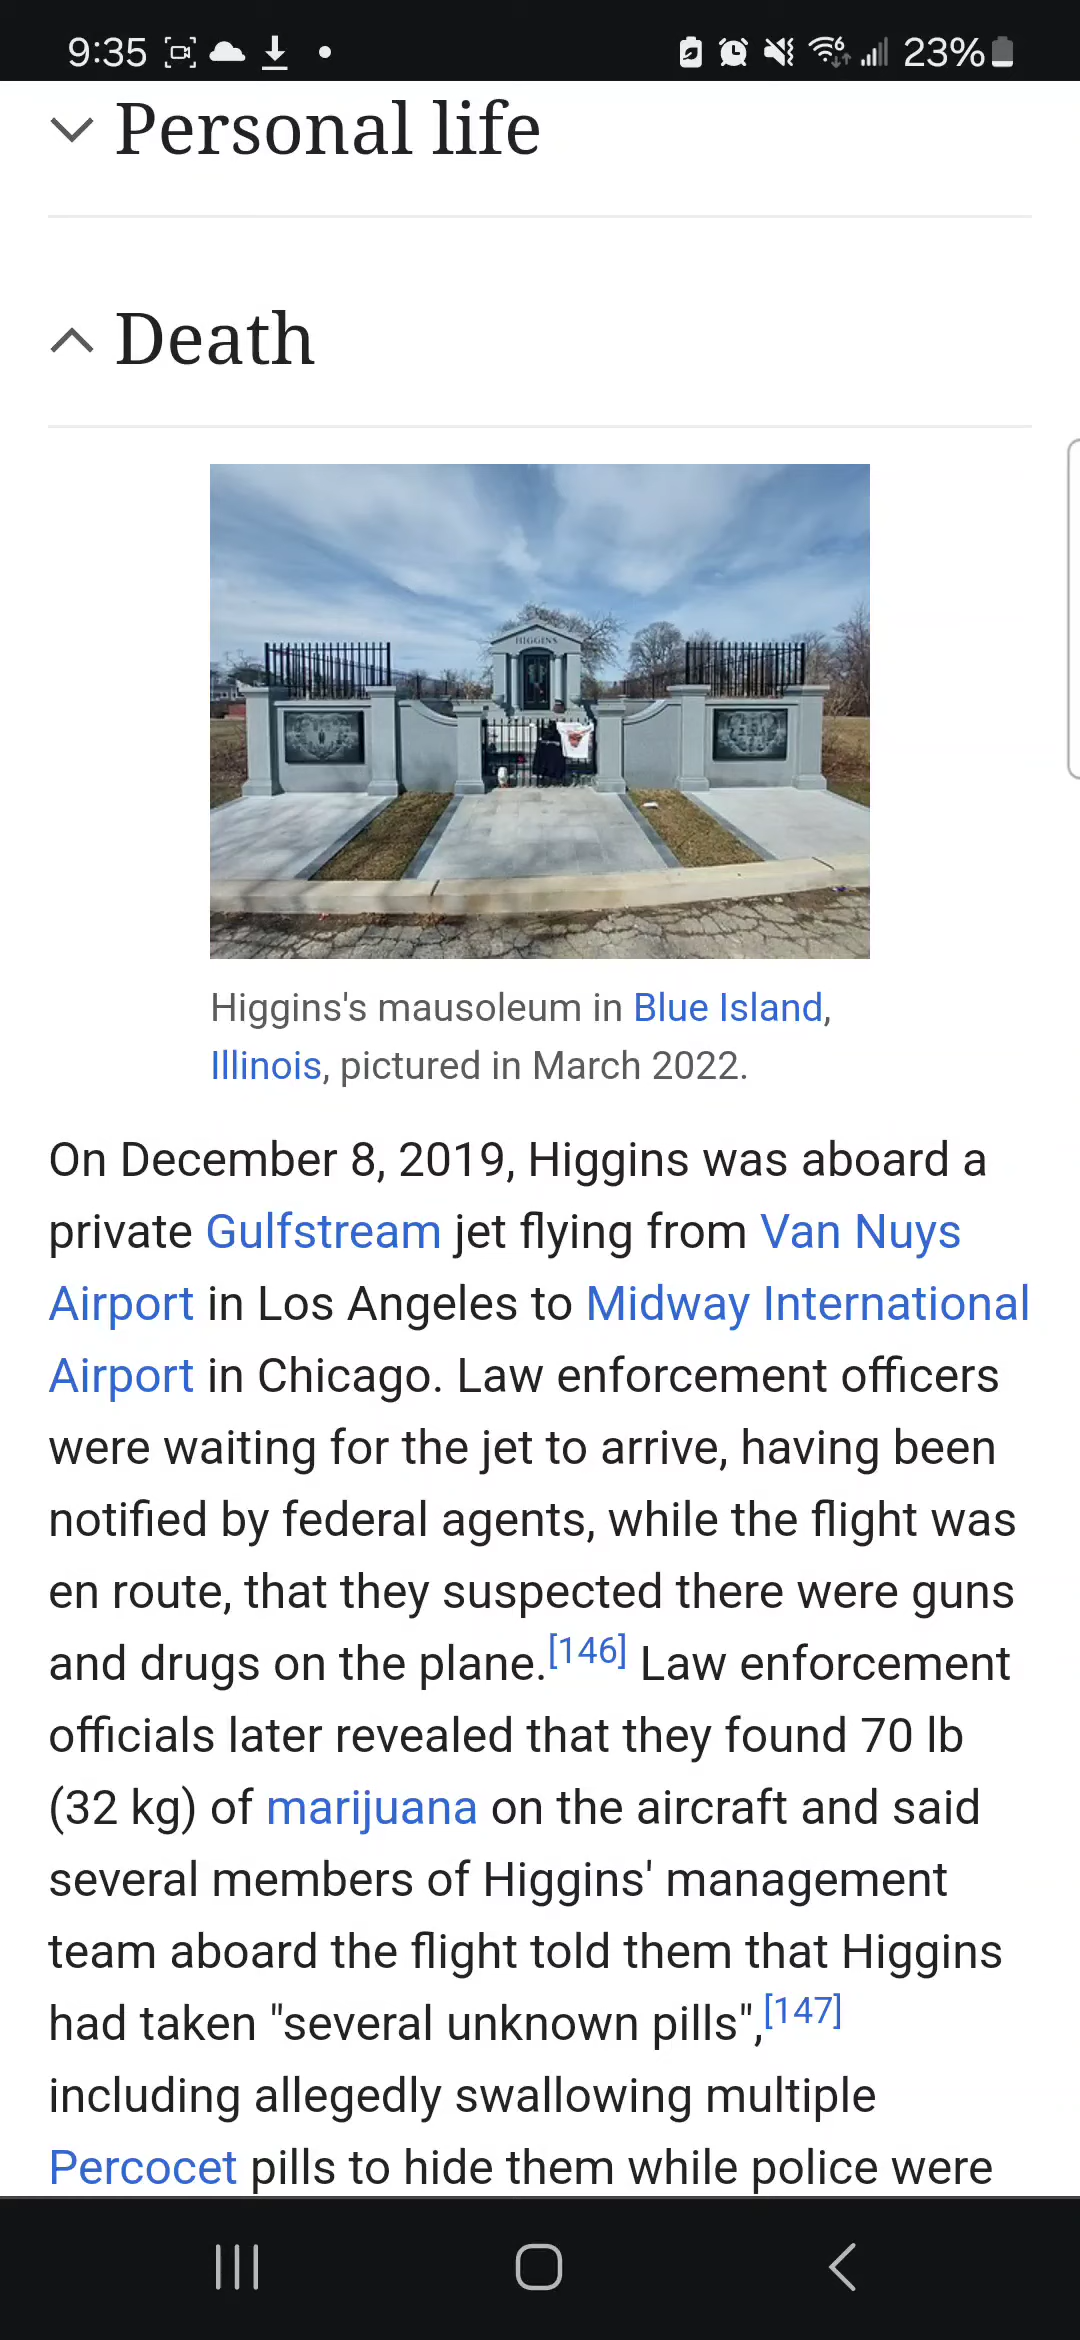 9:35
23%
Personal life
Death
HIGGINS
Higgins's mausoleum in Blue Island,
Illinois, pictured in March 2022.
On December 8, 2019, Higgins was aboard a
private Gulfstream jet flying from Van Nuys
Airport in Los Angeles to Midway International
Airport in Chicago. Law enforcement officers
were waiting for the jet to arrive, having been
notified by federal agents, while the flight was
en route, that they suspected there were guns
and drugs on the plane.[146] Law enforcement
officials later revealed that they found 70 lb
(32 kg) of marijuana on the aircraft and said
several members of Higgins' management
team aboard the flight told them that Higgins
had taken "several unknown pills",[147]
including allegedly swallowing multiple
Percocet pills to hide them while police were